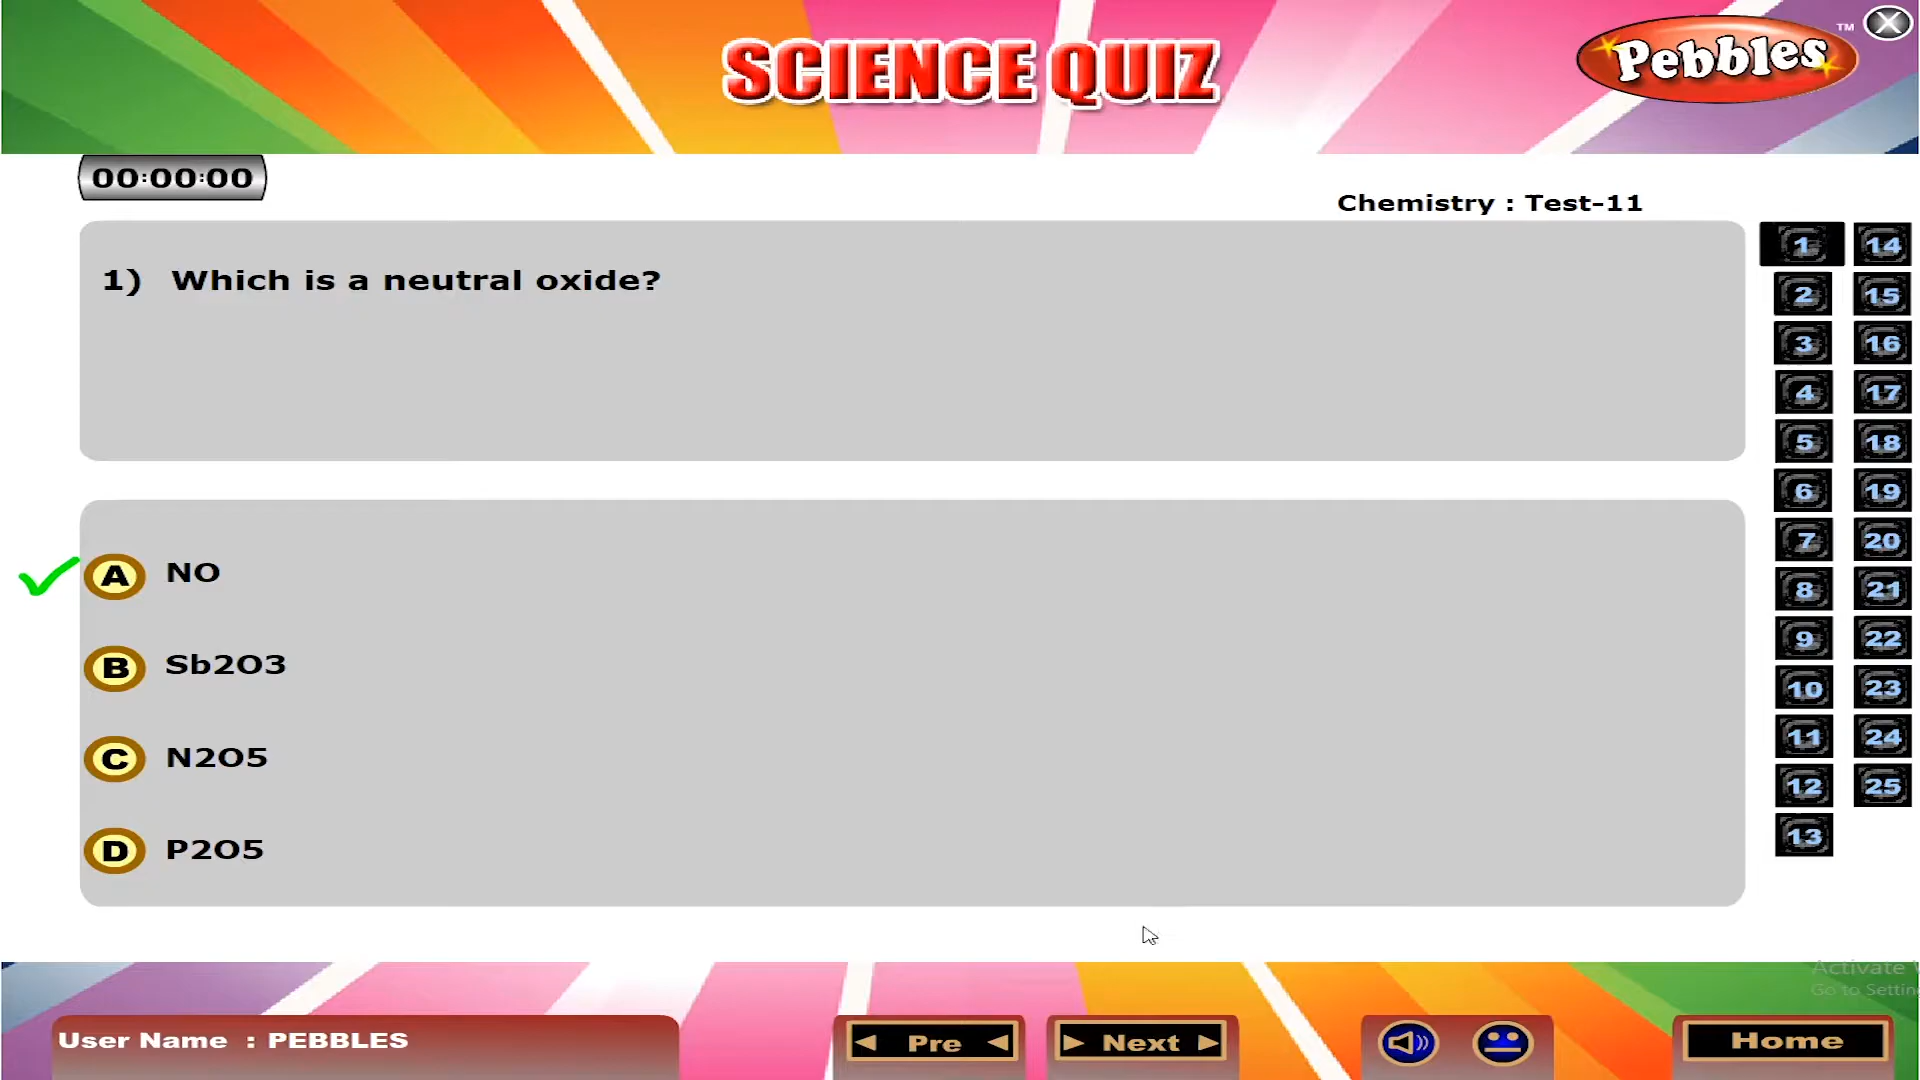 SCIENCE QUIZ
Pebbles™
X
00:00:00
Chemistry : Test-11
1) Which is a neutral oxide?
A NO
B Sb2O3
C N2O5
D P2O5
1 14
2 15
3 16
4 17
5 18
6 19
7 20
8 21
9 22
10 23
11 24
12 25
13
Activate
Go to Settin
User Name : PEBBLES
Pre
Next
Home